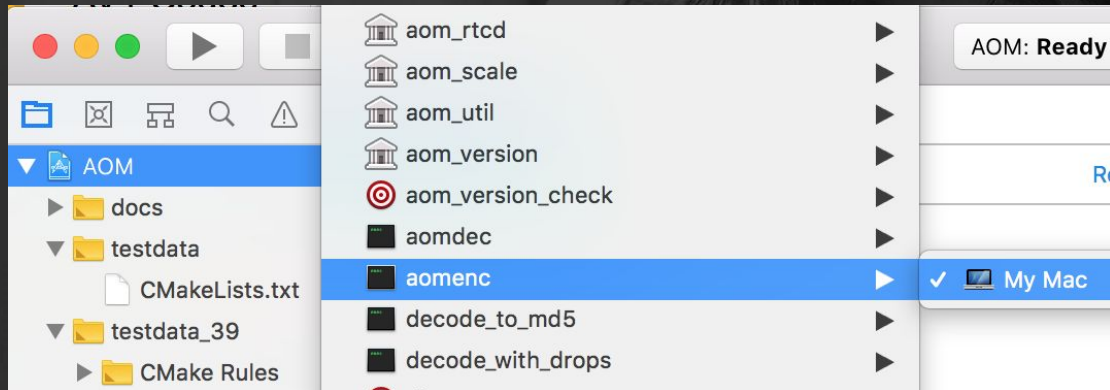 aom_rtcd
aom_scale
aom_util
aom_version
aom_version_check
aomdec
aomenc
decode_to_md5
decode_with_drops
AOM: Ready
My Mac
AOM
docs
testdata
CMakeLists.txt
testdata_39
CMake Rules